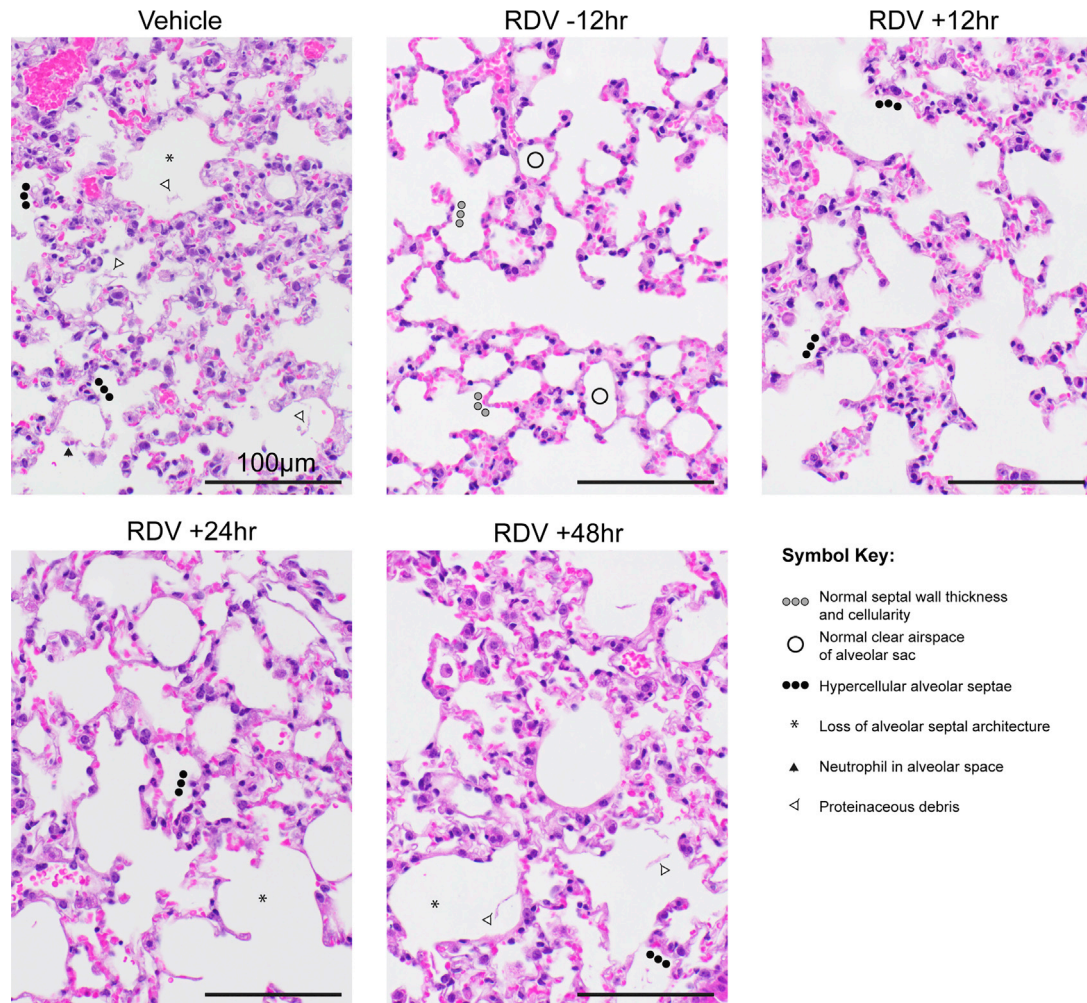 Vehicle
RDV -12hr
RDV +12hr
100µm
RDV +24hr
RDV +48hr
Symbol Key:
Normal septal wall thickness
and cellularity
Normal clear airspace
of alveolar sac
Hypercellular alveolar septae
* Loss of alveolar septal architecture
Neutrophil in alveolar space
Proteinaceous debris